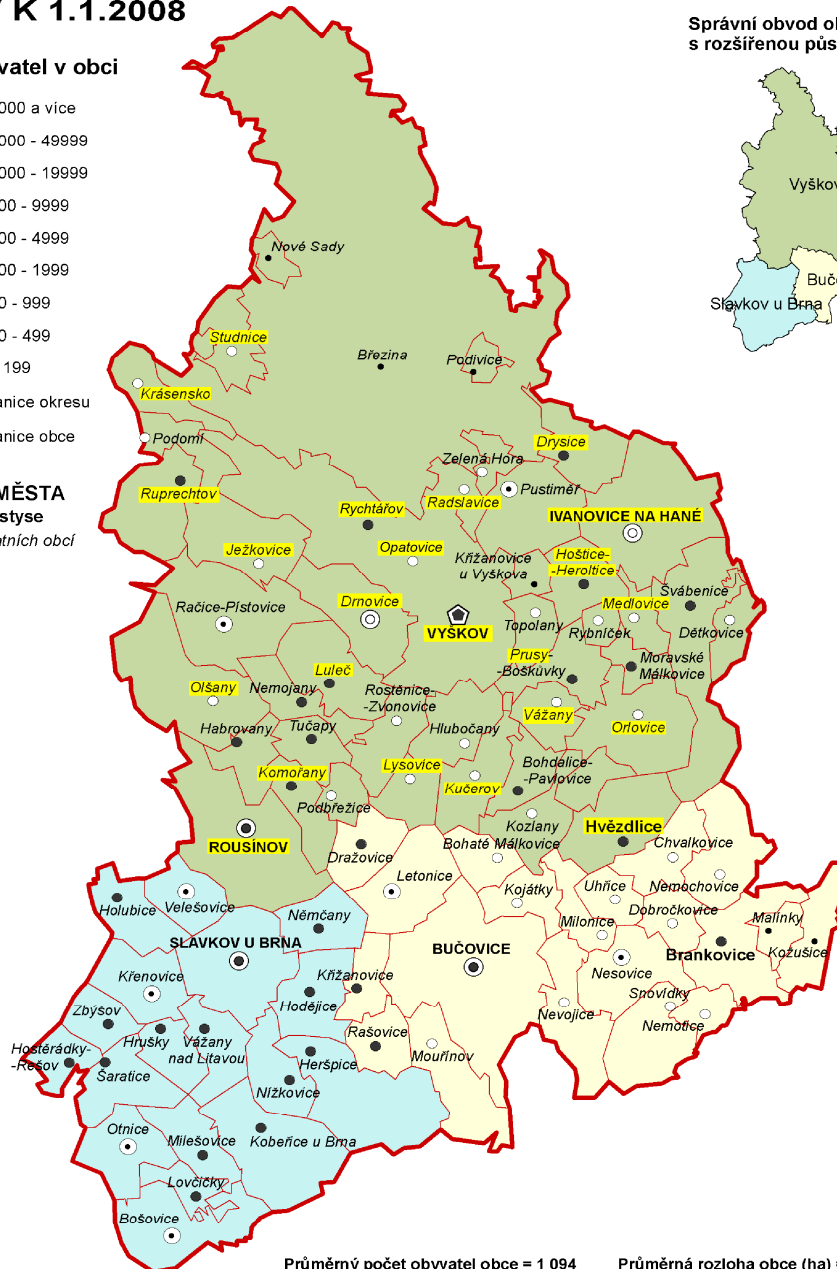 K 1.1.2008
Správní obvod
s rozšířenou
vatel v obci
000 a více
000 - 49999
000 - 19999
00 - 9999
00 - 4999
00 - 1999
0 - 999
0 - 499
199
anice okresu
anice obce
MĚSTA
styse
tních obcí
Vyškov
Slavkov u Brna
Nové Sady
Studnice
Březina
Podivice
Krásensko
Podomí
Drysice
Zelená Hora
Ruprechtov
Radslavice
Pustiměř
Rychtářov
IVANOVICE NA HANÉ
Ježkovice
Opatovice
Křižanovice
u Vyškova
Hoštice-
-Heroltice
Švábenice
Drnovice
Medlovice
Račice-Pístovice
VYŠKOV
Topolany
Rybníček
Dětkovice
Prusy-
-Boškůvky
Moravské
Málkovice
Luleč
Olšany
Nemojany
Rostěnice-
-Zvonovice
Vážany
Habrovany
Tučapy
Hlubočany
Orlovice
Komořany
Lysovice
Kučerov
Bohdalice-
-Pavlovice
Podbřežice
Kozlany
Hvězdlice
ROUSÍNOV
Dražovice
Bohaté Málkovice
Chvalkovice
Letonice
Kojátky
Uhřice
Nemochovice
Holubice
Velešovice
Němčany
Milonice
Dobročkovice
Malínky
SLAVKOV U BRNA
BUČOVICE
Brankovice
Kožušice
Křenovice
Křižanovice
Nesovice
Hodějice
Snovídky
Zbýšov
Nevojice
Nemotice
Hrušky
Vážany
nad Litavou
Rašovice
Mouřínov
Hostěrádky-
-Rešov
Šaratice
Heršpice
Nížkovice
Otnice
Milešovice
Kobeřice u Brna
Lovčičky
Bošovice
Průměrný počet obyvatel obce = 1 094
Průměrná rozloha obce (ha)